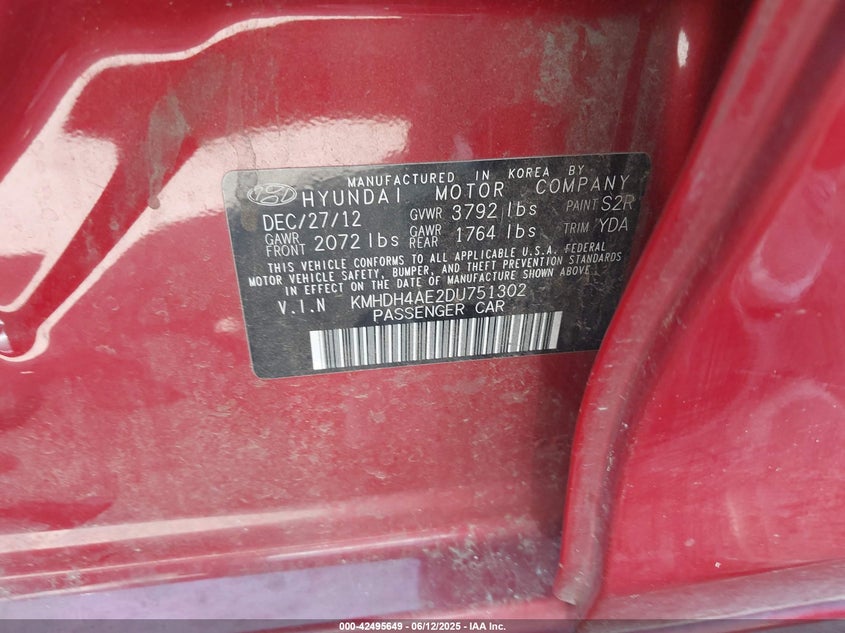 MANUFACTURED IN KOREA BY
HYUNDAI MOTOR COMPANY
DEC/27/12 GVWR 3792 lbs PAINT S2R
GAWR FRONT 2072 lbs GAWR REAR 1764 lbs TRIM YDA
THIS VEHICLE CONFORMS TO ALL APPLICABLE U.S.A. FEDERAL
MOTOR VEHICLE SAFETY, BUMPER, AND THEFT PREVENTION STANDARDS
IN EFFECT ON THE DATE OF MANUFACTURE SHOWN ABOVE.
V.I.N KMHDH4AE2DU751302
PASSENGER CAR
000-42495649 - 06/12/2025 - IAA Inc.